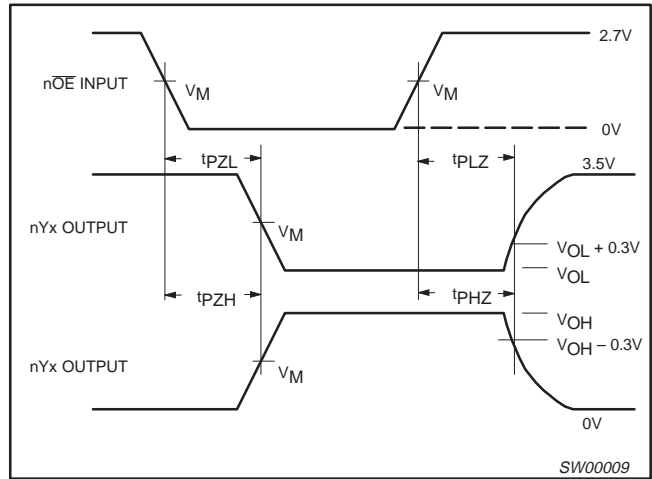 2.7V
nOE INPUT
VM
VM
0V
tPZL
tPLZ
3.5V
nYx OUTPUT
VM
VOL + 0.3V
VOL
tPZH
tPHZ
VOH
VOH – 0.3V
nYx OUTPUT
VM
0V
SW00009